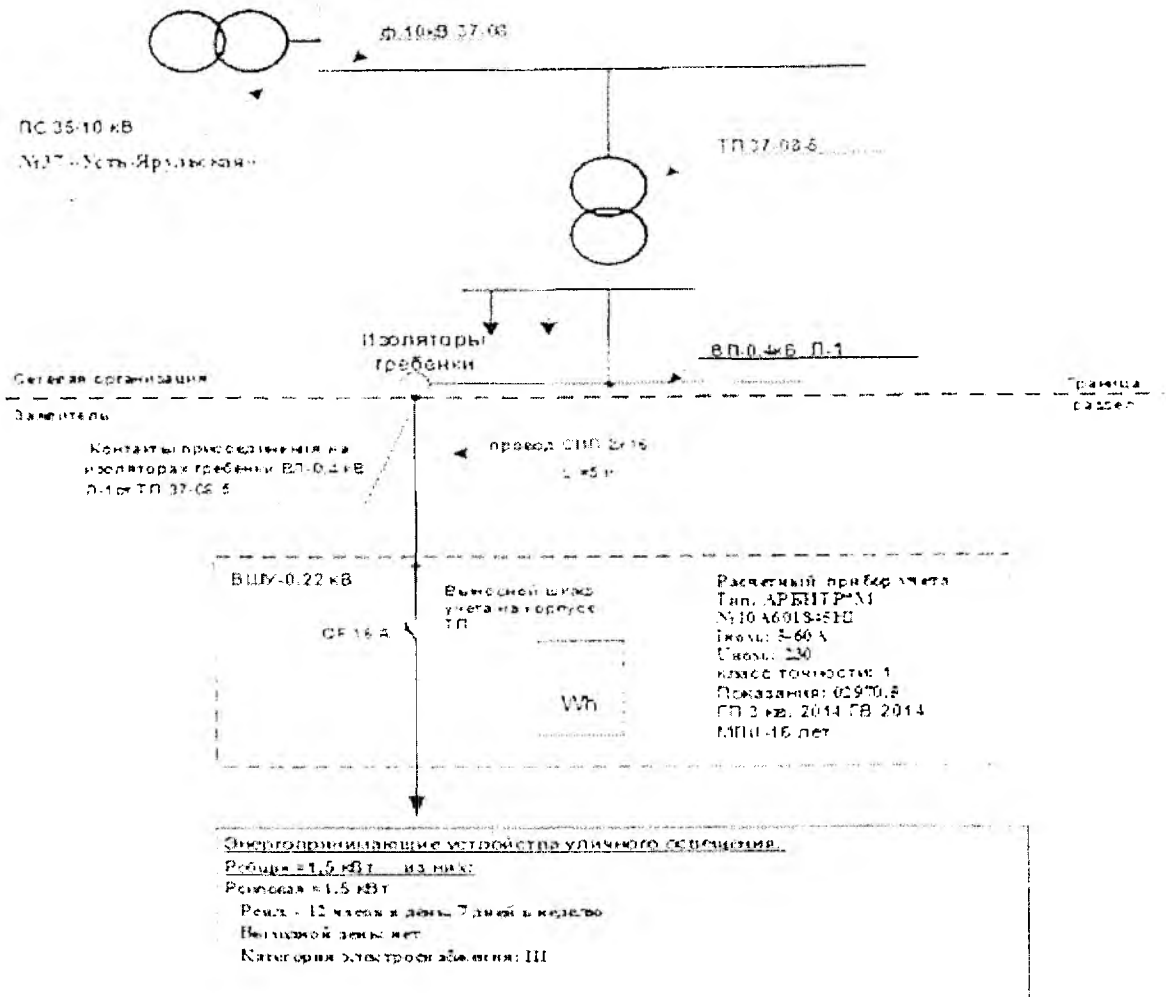 ф.10кВ 37-08
ПС 35-10 кВ
№37 «Усть-Ярульская»
ТП 37-08-5
Изоляторы
гребенки
ВЛ-0,4кВ Л-1
Сетевая организация
Граница
Заявитель
раздел
Контакты присоединения на
изоляторах гребенки ВЛ-0,4 кВ
Л-1 от ТП 37-08-5
провод СИП 2х16
ВШУ-0,22 кВ
Выносной шкаф
учета на корпусе
ТП
QF 16 А
Wh
Расчетный прибор учета
Тип: АРБИТР*М
Iном: 5-60 А
Uном: 230
класс точности: 1
Показания: 02970,8
ГП 3 кв. 2014 ГВ 2014
МПИ-16 лет
Энергопринимающие устройства уличного освещения.
Робщая =1,5 кВт из них:
Рсиловая =1,5 кВт
Реж. - 12 часов в день, 7 дней в неделю
Выходной день: нет
Категория электроснабжения: III